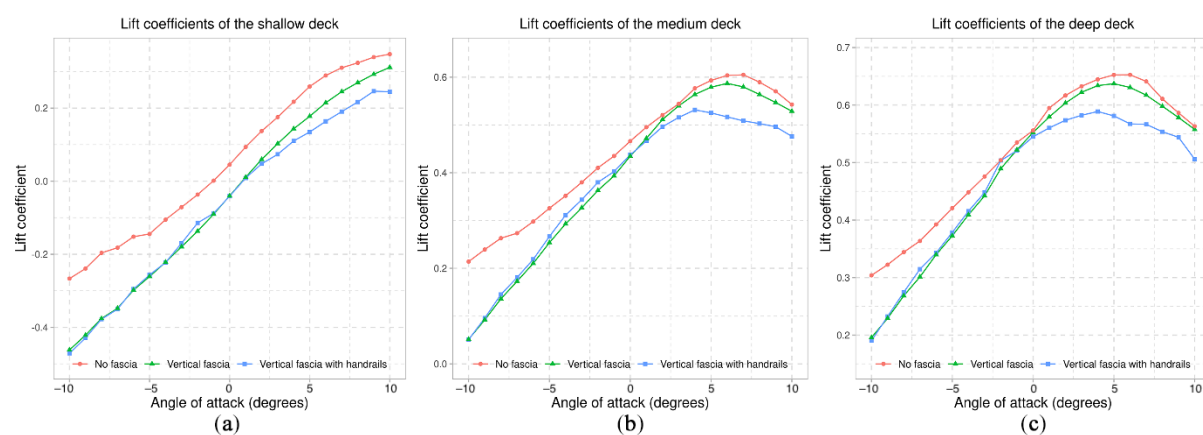 Lift coefficients of the shallow deck
Lift coefficient
0.2
0.0
−0.2
−0.4
No fascia Vertical fascia Vertical fascia with handrails
−10 −5 0 5 10
Angle of attack (degrees)
(a)
Lift coefficients of the medium deck
Lift coefficient
0.6
0.4
0.2
0.0
No fascia Vertical fascia Vertical fascia with handrails
−10 −5 0 5 10
Angle of attack (degrees)
(b)
Lift coefficients of the deep deck
Lift coefficient
0.7
0.6
0.5
0.4
0.3
0.2
No fascia Vertical fascia Vertical fascia with handrails
−10 −5 0 5 10
Angle of attack (degrees)
(c)